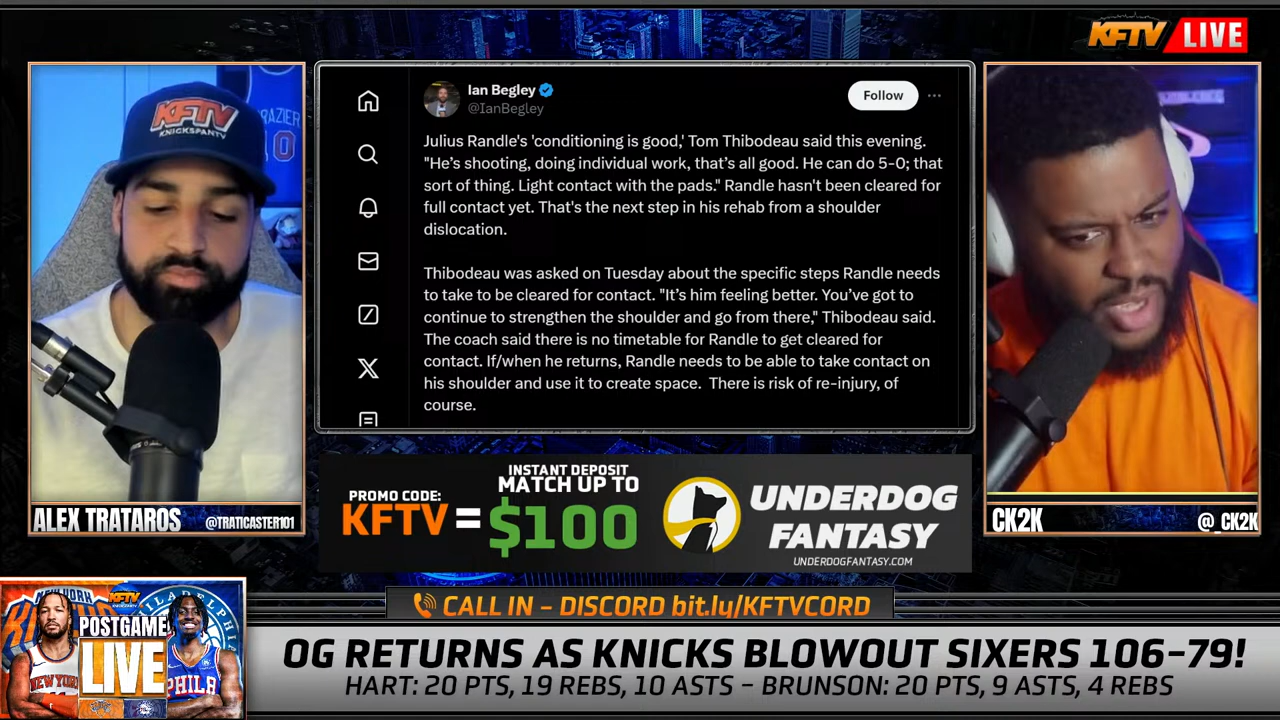 KFTV LIVE
KFTV
KNICKSFANTV
RAZIER
10
Ian Begley
@IanBegley
Follow
Julius Randle's 'conditioning is good,' Tom Thibodeau said this evening.
"He's shooting, doing individual work, that's all good. He can do 5-0; that
sort of thing. Light contact with the pads." Randle hasn't been cleared for
full contact yet. That's the next step in his rehab from a shoulder
dislocation.
Thibodeau was asked on Tuesday about the specific steps Randle needs
to take to be cleared for contact. "It's him feeling better. You've got to
continue to strengthen the shoulder and go from there," Thibodeau said.
The coach said there is no timetable for Randle to get cleared for
contact. If/when he returns, Randle needs to be able to take contact on
his shoulder and use it to create space. There is risk of re-injury, of
course.
ALEX TRATAROS
@TRATICASTER101
CK2K
@_CK2K
PROMO CODE:
KFTV
=
INSTANT DEPOSIT
MATCH UP TO
$100
UNDERDOG
FANTASY
UNDERDOGFANTASY.COM
CALL IN - DISCORD bit.ly/KFTVCORD
POSTGAME
LIVE
NEW YORK
PHILA
OG RETURNS AS KNICKS BLOWOUT SIXERS 106-79!
HART: 20 PTS, 19 REBS, 10 ASTS - BRUNSON: 20 PTS, 9 ASTS, 4 REBS